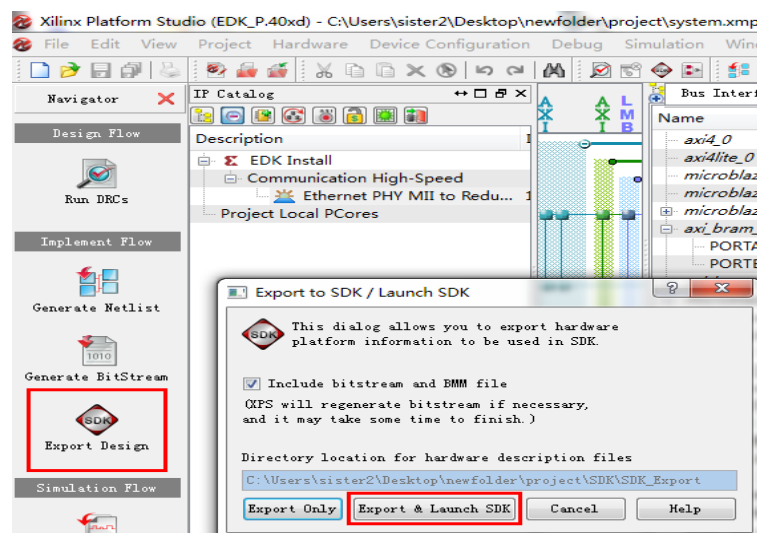 Xilinx Platform Studio (EDK_P.40xd) - C:\Users\sister2\Desktop\newfolder\project\system.xmp
File Edit View Project Hardware Device Configuration Debug Simulation
Navigator
IP Catalog
Bus
Design Flow
Description
Name
EDK Install
axi4_0
Communication High-Speed
axi4lite_0
Run DRCs
Ethernet PHY MII to Redu...
Project Local PCores
Implement Flow
PORTA
AXI
AXI
LMB
Export to SDK / Launch SDK
Generate Netlist
SDK
This dialog allows you to export hardware
platform information to be used in SDK.
1010
Generate BitStream
Include bitstream and BMM file
(XPS will regenerate bitstream if necessary,
and it may take some time to finish.)
SDK
Export Design
Directory location for hardware description files
C:\Users\sister2\Desktop\newfolder\project\SDK\SDK_Export
Simulation Flow
Export Only Export & Launch SDK Cancel Help